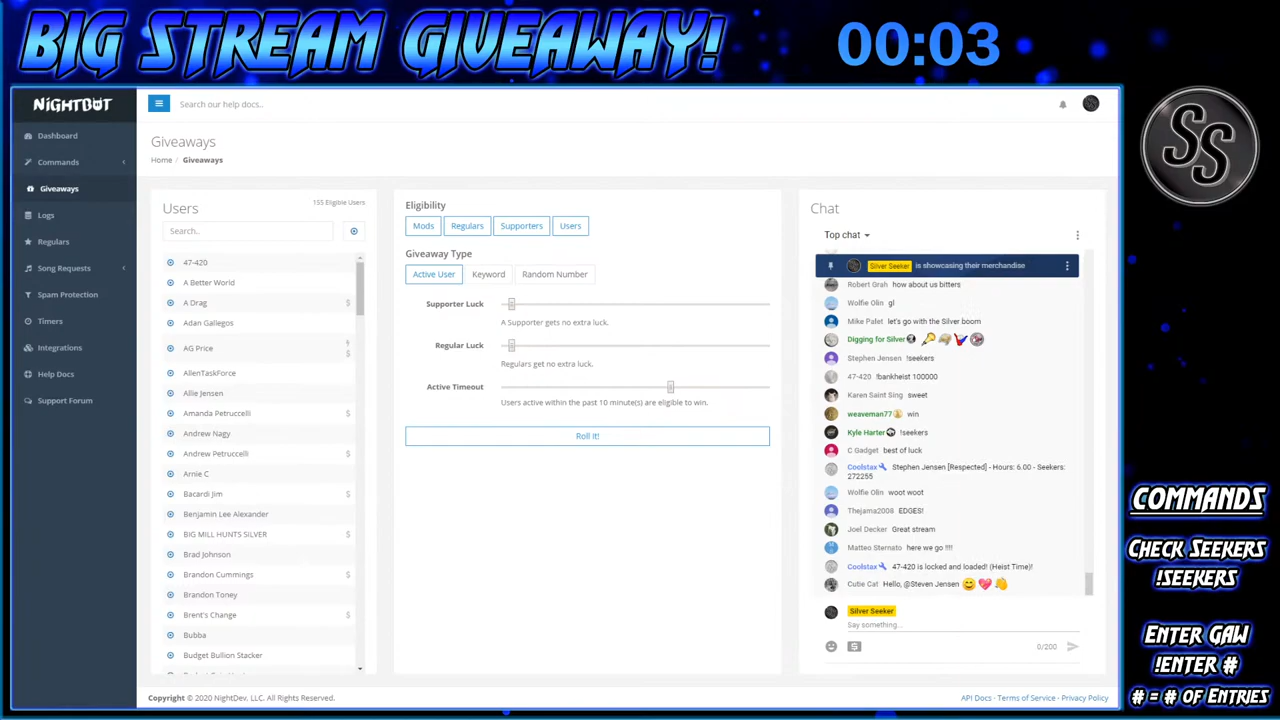 BIG STREAM GIVEAWAY!
00:03
NIGHTBOT
Search our help docs..
Dashboard
Commands
Giveaways
Logs
Regulars
Song Requests
Spam Protection
Timers
Integrations
Help Docs
Support Forum
Giveaways
Home / Giveaways
Users
155 Eligible Users
Search..
47-420
A Better World
A Drag $
Adan Gallegos
AG Price $
AllenTaskForce
Allie Jensen
Amanda Petruccelli $
Andrew Nagy
Andrew Petruccelli $
Arnie C
Bacardi Jim $
Benjamin Lee Alexander
BIG MILL HUNTS SILVER $
Brad Johnson
Brandon Cummings $
Brandon Toney
Brent's Change $
Bubba
Budget Bullion Stacker
Eligibility
Mods Regulars Supporters Users
Giveaway Type
Active User Keyword Random Number
Supporter Luck
A Supporter gets no extra luck.
Regular Luck
Regulars get no extra luck.
Active Timeout
Users active within the past 10 minute(s) are eligible to win.
Roll It!
Chat
Top chat
Silver Seeker is showcasing their merchandise
Robert Grah how about us bitters
Wolfie Olin gl
Mike Palet let's go with the Silver boom
Digging for Silver
Stephen Jensen !seekers
47-420 !bankheist 100000
Karen Saint Sing sweet
weaveman77 win
Kyle Harter !seekers
C Gadget best of luck
Coolstax Stephen Jensen [Respected] - Hours: 6.00 - Seekers:
272255
Wolfie Olin woot woot
Thejama2008 EDGES!
Joel Decker Great stream
Matteo Sternato here we go !!!!
Coolstax 47-420 is locked and loaded! (Heist Time)!
Cutie Cat Hello, @Steven Jensen 😊💖👋
Silver Seeker
Say something...
0/200
Copyright © 2020 NightDev, LLC. All Rights Reserved.
API Docs · Terms of Service · Privacy Policy
SS
COMMANDS
CHECK SEEKERS
!SEEKERS
ENTER GAW
!ENTER #
# = # OF ENTRIES